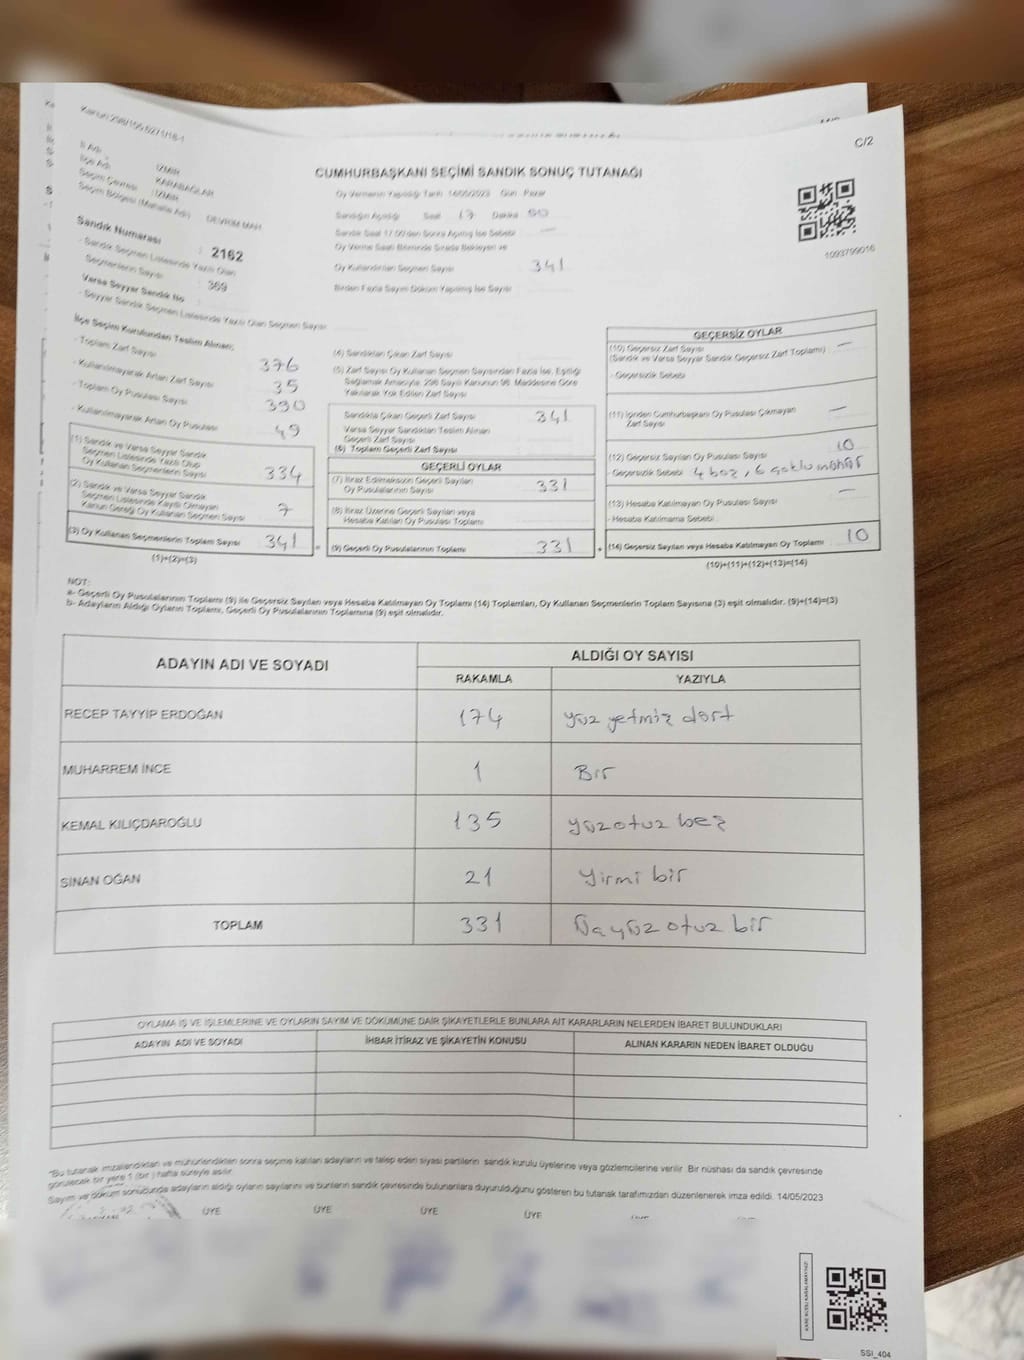 Kanun:298/105,6271/18-1
C/2
İl Adı : İZMİR
İlçe Adı : KARABAĞLAR
Seçim Çevresi : İZMİR
Seçim Bölgesi (Mahalle Adı) : DEVRİM MAH.
CUMHURBAŞKANI SEÇİMİ SANDIK SONUÇ TUTANAĞI
Oy Vermenin Yapıldığı Tarih 14/05/2023 Gün Pazar
Sandığın Açıldığı Saat 17 Dakika 50
Sandık Saat 17.00'den Sonra Açılmış İse Sebebi —
Oy Verme Saati Bitiminde Sırada Bekleyen ve
Oy Kullandırılan Seçmen Sayısı 341
Birden Fazla Sayım Döküm Yapılmış İse Sayısı
1093799016
Sandık Numarası : 2162
- Sandık Seçmen Listesinde Yazılı Olan
Seçmenlerin Sayısı : 369
Varsa Seyyar Sandık No :
- Seyyar Sandık Seçmen Listesinde Yazılı Olan Seçmen Sayısı
İlçe Seçim Kurulundan Teslim Alınan;
- Toplam Zarf Sayısı 376
- Kullanılmayarak Artan Zarf Sayısı 35
- Toplam Oy Pusulası Sayısı 390
- Kullanılmayarak Artan Oy Pusulası 49
(1) Sandık ve Varsa Seyyar Sandık
Seçmen Listesinde Yazılı Olup
Oy Kullanan Seçmenlerin Sayısı 334
(2) Sandık ve Varsa Seyyar Sandık
Seçmen Listesinde Kayıtlı Olmayan
Kanun Gereği Oy Kullanan Seçmen Sayısı 7
(3) Oy Kullanan Seçmenlerin Toplam Sayısı 341
(1)+(2)=(3)
(4) Sandıktan Çıkan Zarf Sayısı
(5) Zarf Sayısı Oy Kullanan Seçmen Sayısından Fazla İse, Eşitliği
Sağlamak Amacıyla, 298 Sayılı Kanunun 98. Maddesine Göre
Yakılarak Yok Edilen Zarf Sayısı
Sandıkta Çıkan Geçerli Zarf Sayısı 341
Varsa Seyyar Sandıktan Teslim Alınan
Geçerli Zarf Sayısı
(6) Toplam Geçerli Zarf Sayısı
GEÇERLİ OYLAR
(7) İtiraz Edilmeksizin Geçerli Sayılan
Oy Pusulalarının Sayısı 331
(8) İtiraz Üzerine Geçerli Sayılan veya
Hesaba Katılan Oy Pusulası Toplamı
= (9) Geçerli Oy Pusulalarının Toplamı 331 +
GEÇERSİZ OYLAR
(10) Geçersiz Zarf Sayısı —
(Sandık ve Varsa Seyyar Sandık Geçersiz Zarf Toplamı)
- Geçersizlik Sebebi
(11) İçinden Cumhurbaşkanı Oy Pusulası Çıkmayan —
Zarf Sayısı
(12) Geçersiz Sayılan Oy Pusulası Sayısı 10
- Geçersizlik Sebebi 4 boş, 6 çoklu mühür
(13) Hesaba Katılmayan Oy Pusulası Sayısı —
- Hesaba Katılmama Sebebi
(14) Geçersiz Sayılan veya Hesaba Katılmayan Oy Toplamı 10
(10)+(11)+(12)+(13)=(14)
NOT:
a- Geçerli Oy Pusulalarının Toplamı (9) ile Geçersiz Sayılan veya Hesaba Katılmayan Oy Toplamı (14) Toplamları, Oy Kullanan Seçmenlerin Toplam Sayısına (3) eşit olmalıdır. (9)+(14)=(3)
b- Adayların Aldığı Oyların Toplamı, Geçerli Oy Pusulalarının Toplamına (9) eşit olmalıdır.
ADAYIN ADI VE SOYADI ALDIĞI OY SAYISI
RAKAMLA YAZIYLA
RECEP TAYYİP ERDOĞAN 174 yüz yetmiş dört
MUHARREM İNCE 1 Bir
KEMAL KILIÇDAROĞLU 135 yüz otuz beş
SİNAN OĞAN 21 Yirmi bir
TOPLAM 331 otuz bir
OYLAMA İŞ VE İŞLEMLERİNE VE OYLARIN SAYIM VE DÖKÜMÜNE DAİR ŞİKAYETLERLE BUNLARA AİT KARARLARIN NELERDEN İBARET BULUNDUKLARI
ADAYIN ADI VE SOYADI İHBAR İTİRAZ VE ŞİKAYETİN KONUSU ALINAN KARARIN NEDEN İBARET OLDUĞU
*Bu tutanak imzalandıktan ve mühürlendikten sonra seçime katılan adayların ve talep eden siyasi partilerin sandık kurulu üyelerine veya gözlemcilerine verilir. Bir nüshası da sandık çevresinde
görülecek bir yere 1 (bir) hafta süreyle asılır.
Sayım ve döküm sonucunda adayların aldığı oyların sayılarını ve bunların sandık çevresinde bulunanlara duyurulduğunu gösteren bu tutanak tarafımızdan düzenlenerek imza edildi. 14/05/2023
ÜYE ÜYE ÜYE ÜYE
SSİ_404